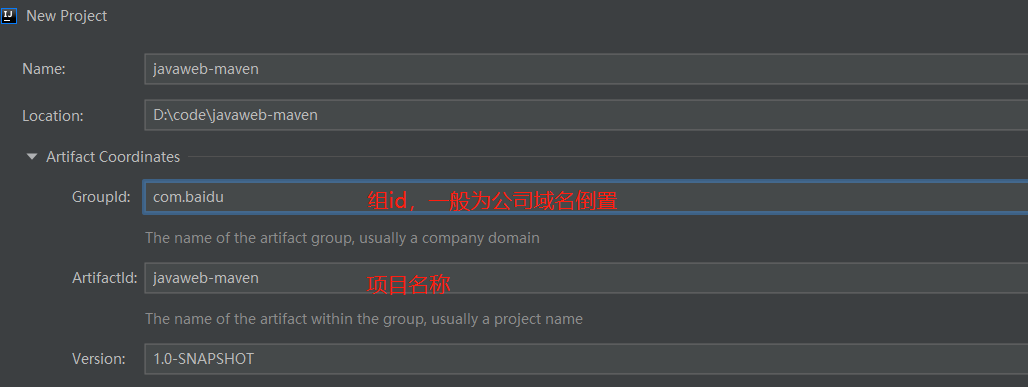 New Project
Name: javaweb-maven
Location: D:\code\javaweb-maven
Artifact Coordinates
GroupId: com.baidu 组id，一般为公司域名倒置
The name of the artifact group, usually a company domain
ArtifactId: javaweb-maven 项目名称
The name of the artifact within the group, usually a project name
Version: 1.0-SNAPSHOT